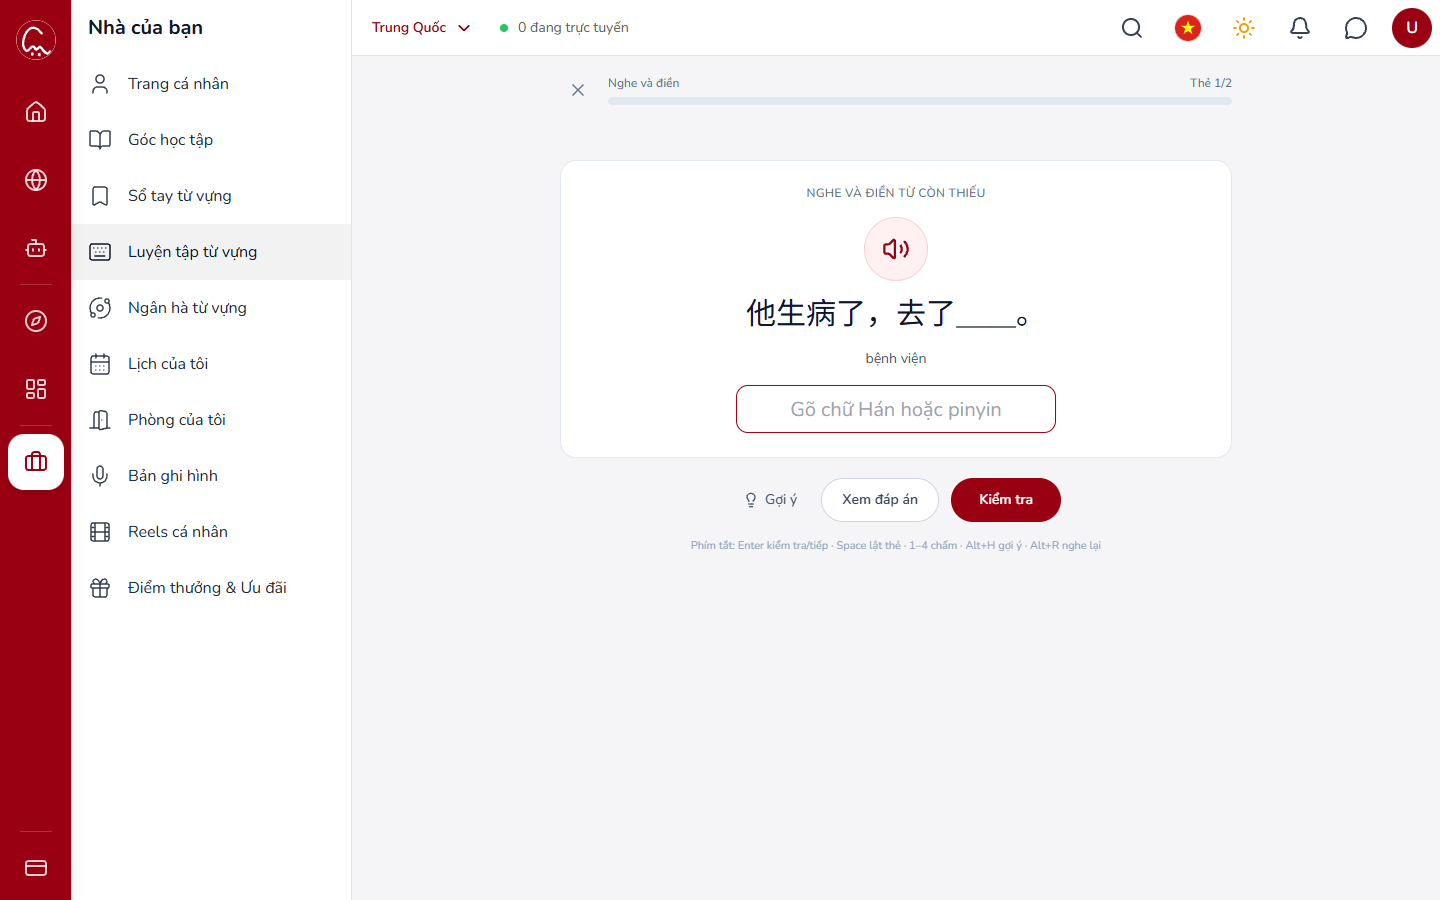 Nhà của bạn
Trang cá nhân
Góc học tập
Sổ tay từ vựng
Luyện tập từ vựng
Ngân hà từ vựng
Lịch của tôi
Phòng của tôi
Bản ghi hình
Reels cá nhân
Điểm thưởng & Ưu đãi
Trung Quốc
0 đang trực tuyến
U
Nghe và điền
Thẻ 1/2
NGHE VÀ ĐIỀN TỪ CÒN THIẾU
他生病了，去了____。
bệnh viện
Gõ chữ Hán hoặc pinyin
Gợi ý
Xem đáp án
Kiểm tra
Phím tắt: Enter kiểm tra/tiếp · Space lật thẻ · 1–4 chấm · Alt+H gợi ý · Alt+R nghe lại